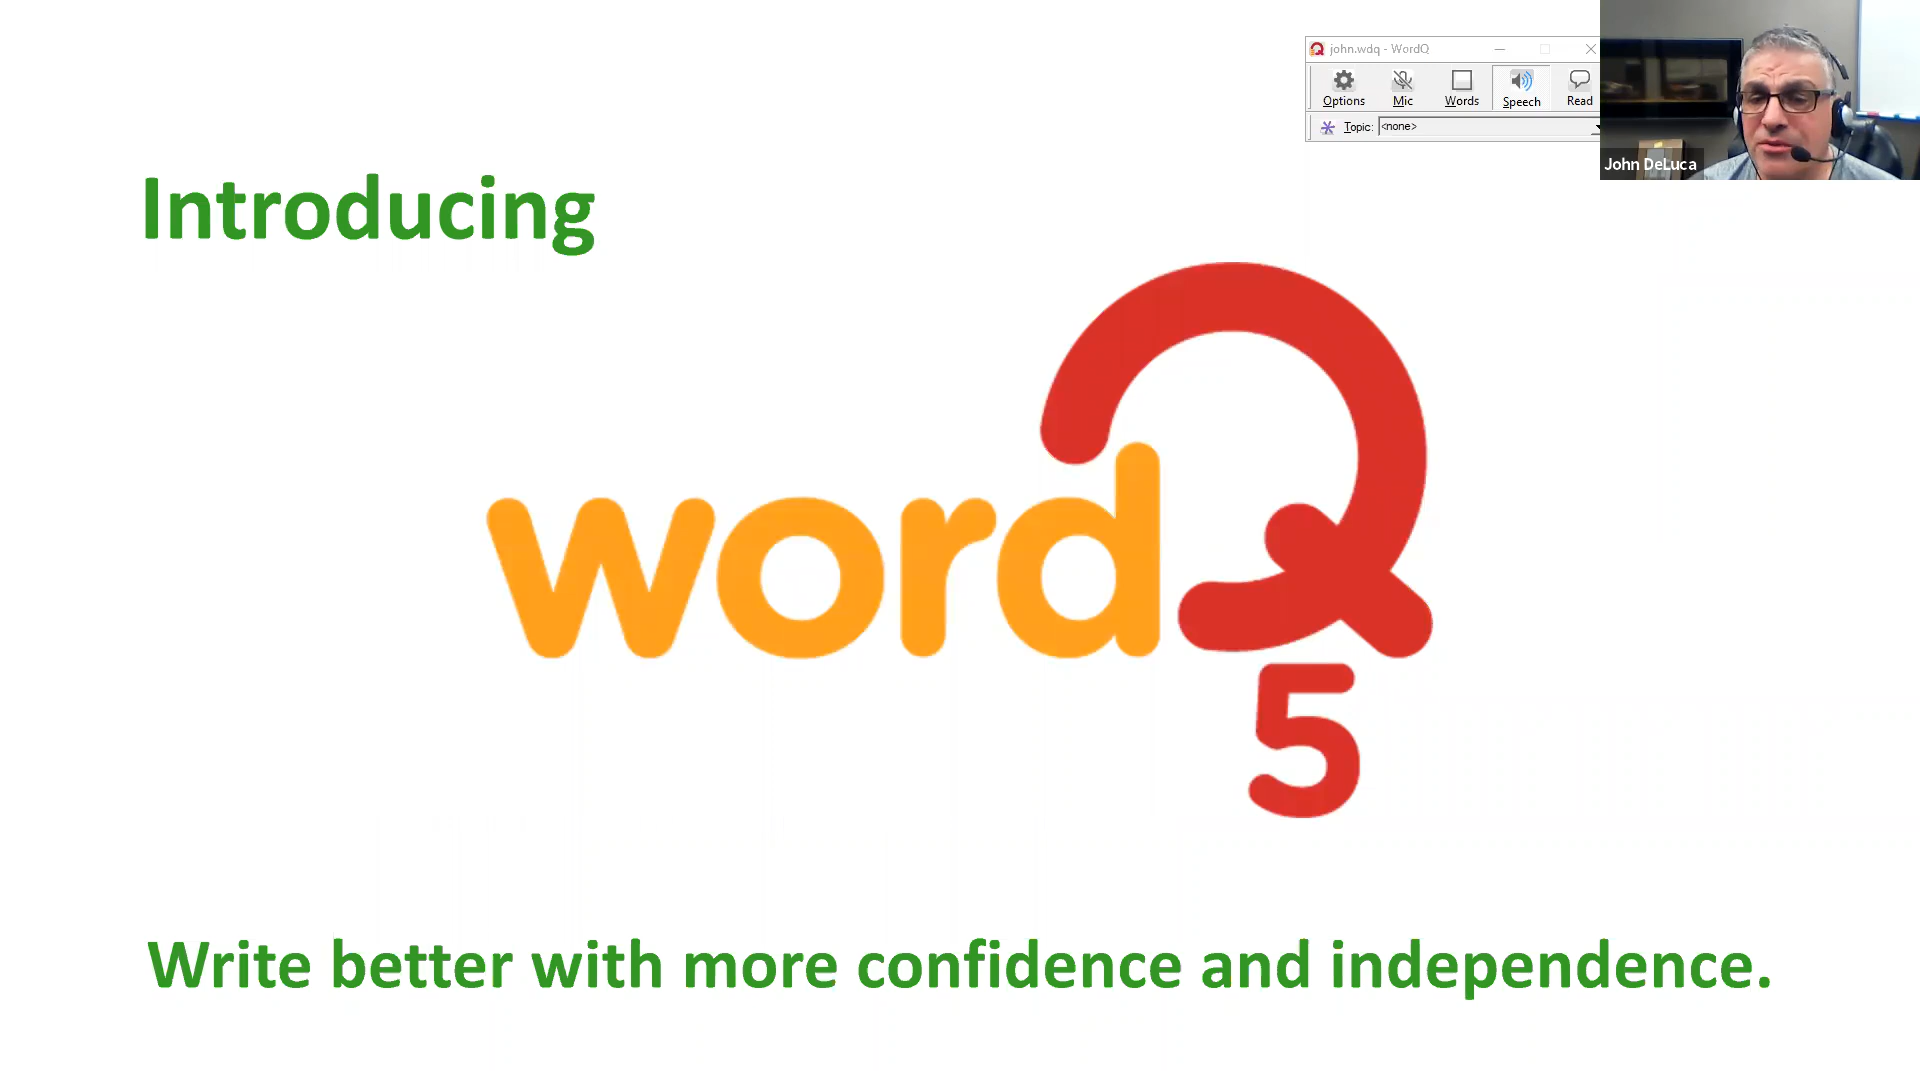 john.wdq - WordQ
Options Mic Words Speech Read
Topic: <none>
John DeLuca
Introducing
wordQ
5
Write better with more confidence and independence.